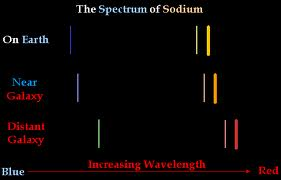 The Spectrum of Sodium
On Earth
Near
Galaxy
Distant
Galaxy
Increasing Wavelength
Blue
Red